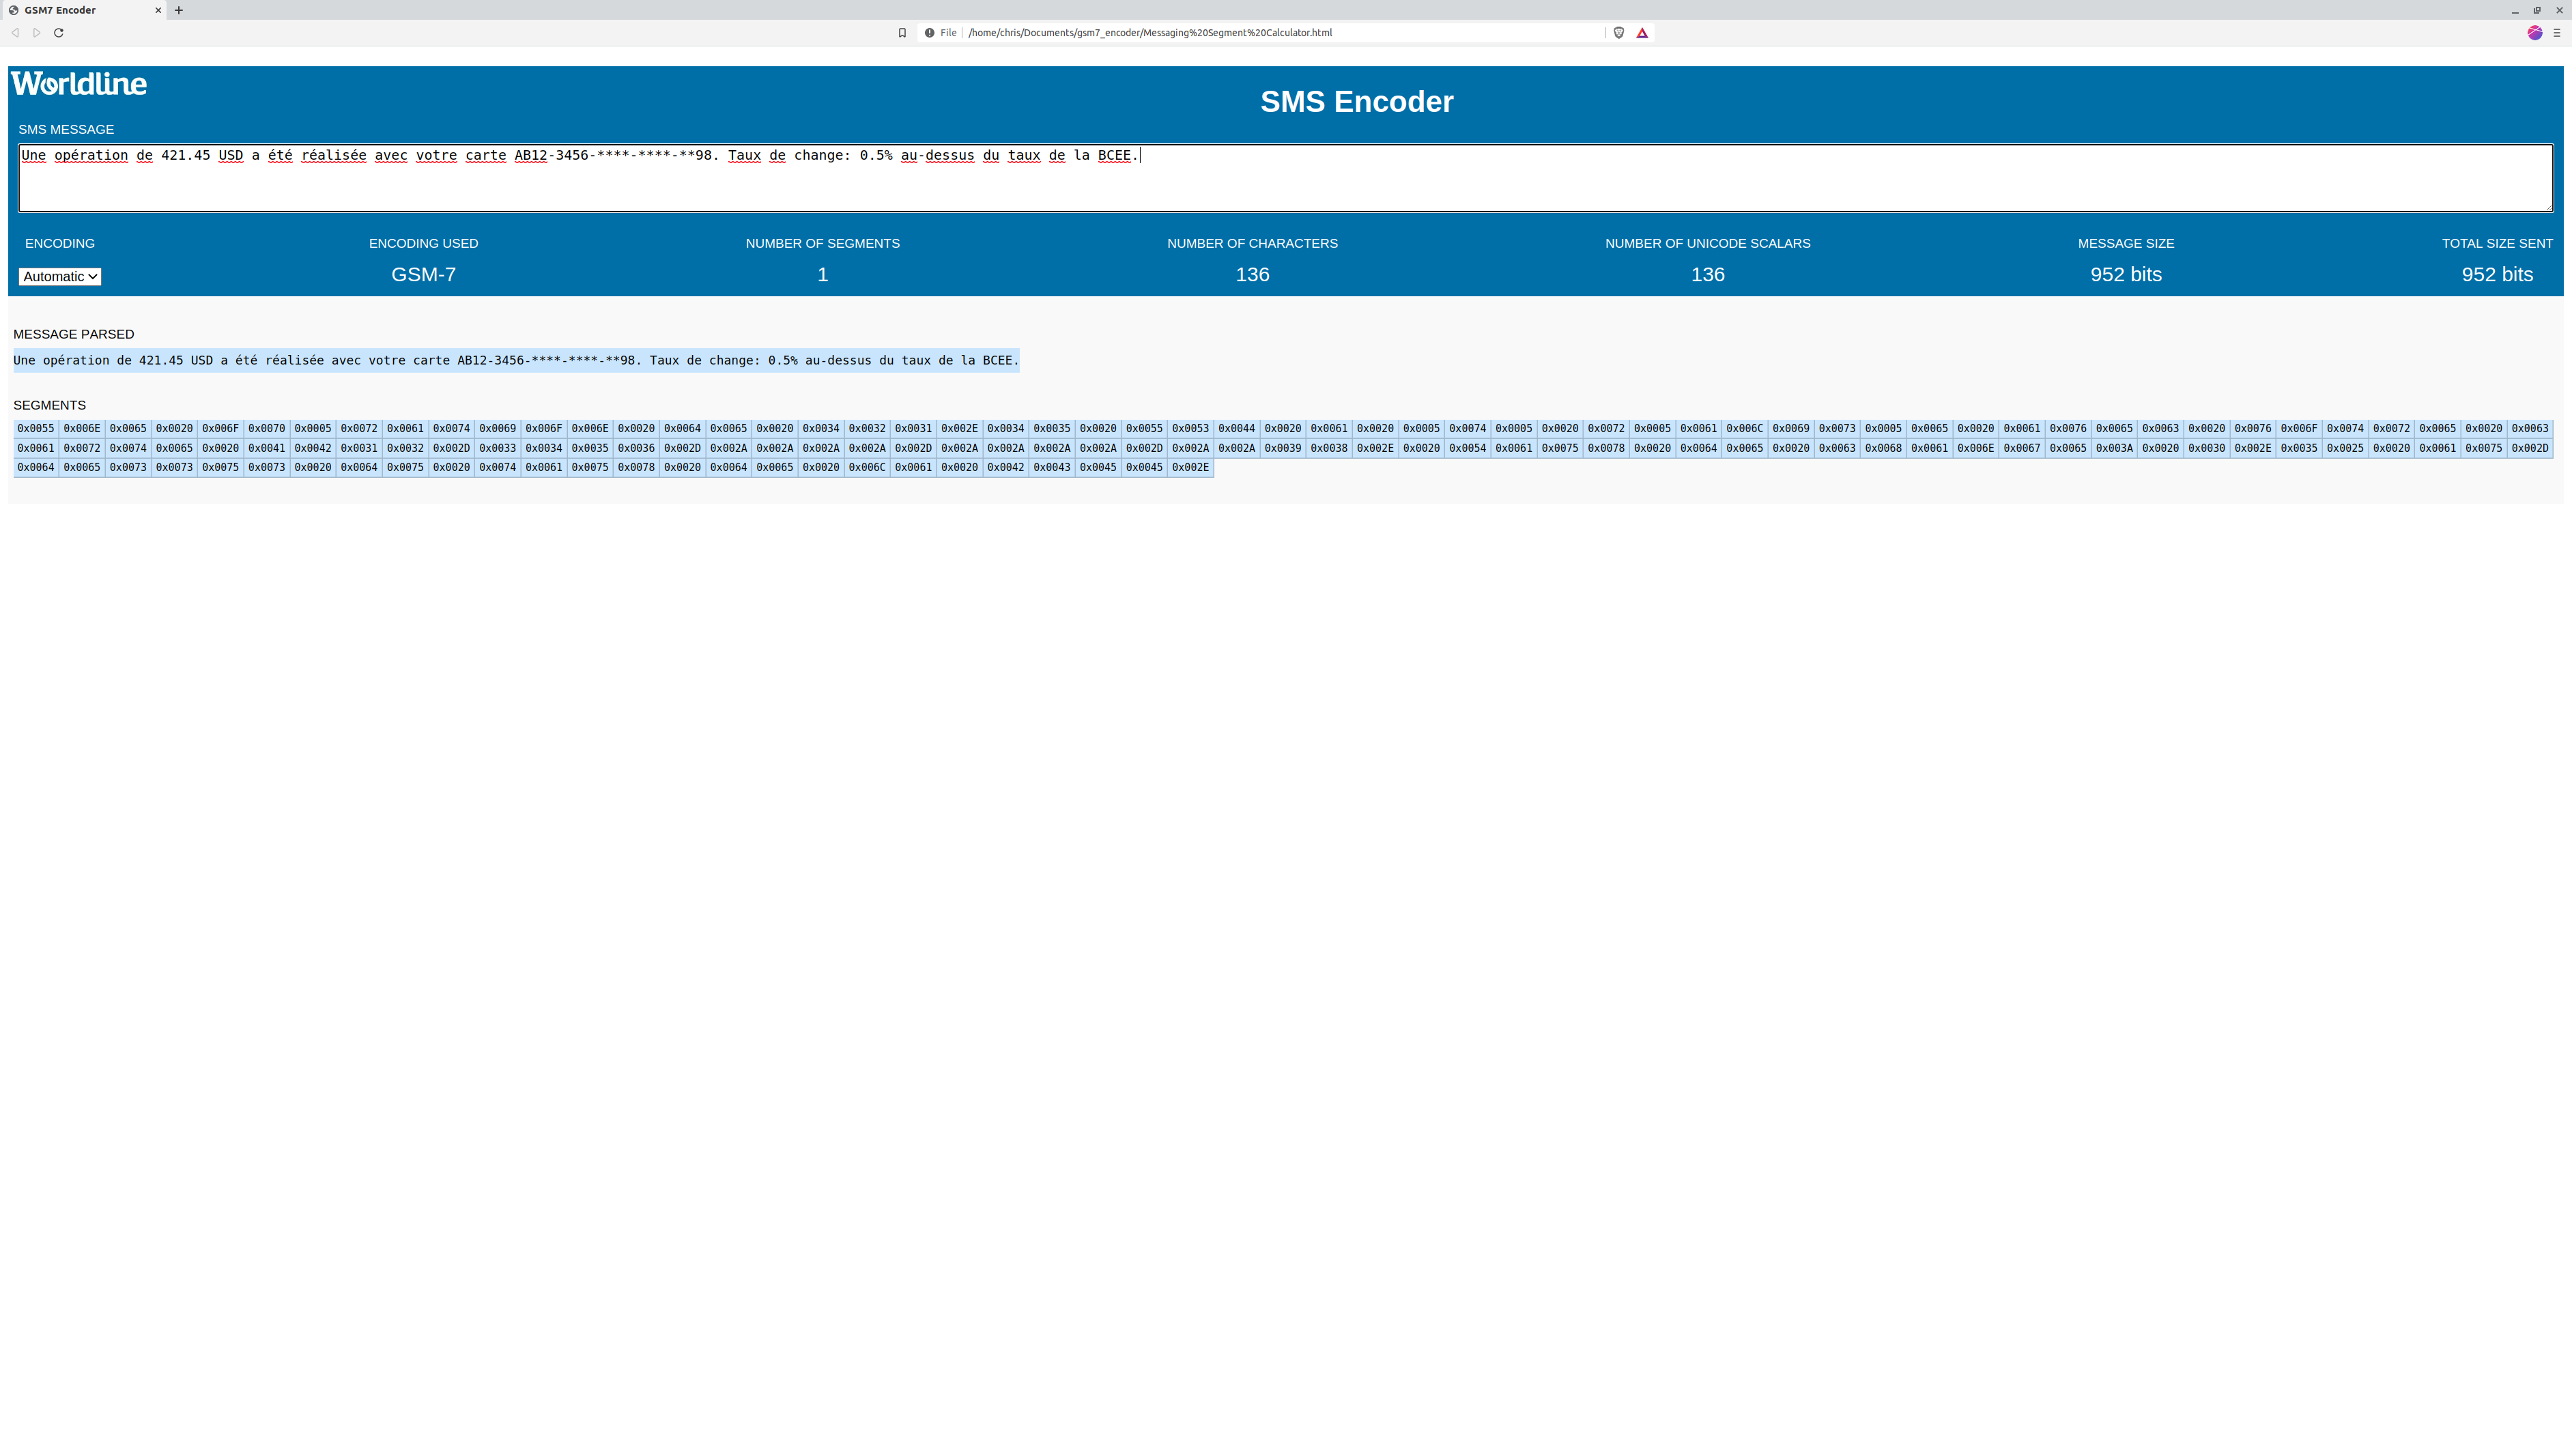 GSM7 Encoder
File /home/chris/Documents/gsm7_encoder/Messaging%20Segment%20Calculator.html
Worldline
SMS Encoder
SMS MESSAGE
Une opération de 421.45 USD a été réalisée avec votre carte AB12-3456-****-****-**98. Taux de change: 0.5% au-dessus du taux de la BCEE.
ENCODING ENCODING USED NUMBER OF SEGMENTS NUMBER OF CHARACTERS NUMBER OF UNICODE SCALARS MESSAGE SIZE TOTAL SIZE SENT
Automatic GSM-7 1 136 136 952 bits 952 bits
MESSAGE PARSED
Une opération de 421.45 USD a été réalisée avec votre carte AB12-3456-****-****-**98. Taux de change: 0.5% au-dessus du taux de la BCEE.
SEGMENTS
0x0055 0x006E 0x0065 0x0020 0x006F 0x0070 0x0005 0x0072 0x0061 0x0074 0x0069 0x006F 0x006E 0x0020 0x0064 0x0065 0x0020 0x0034 0x0032 0x0031 0x002E 0x0034 0x0035 0x0020 0x0055 0x0053 0x0044 0x0020 0x0061 0x0020 0x0005 0x0074 0x0005 0x0020 0x0072 0x0005 0x0061 0x006C 0x0069 0x0073 0x0005 0x0065 0x0020 0x0061 0x0076 0x0065 0x0063 0x0020 0x0076 0x006F 0x0074 0x0072 0x0065 0x0020 0x0063
0x0061 0x0072 0x0074 0x0065 0x0020 0x0041 0x0042 0x0031 0x0032 0x002D 0x0033 0x0034 0x0035 0x0036 0x002D 0x002A 0x002A 0x002A 0x002A 0x002D 0x002A 0x002A 0x002A 0x002A 0x002D 0x002A 0x002A 0x0039 0x0038 0x002E 0x0020 0x0054 0x0061 0x0075 0x0078 0x0020 0x0064 0x0065 0x0020 0x0063 0x0068 0x0061 0x006E 0x0067 0x0065 0x003A 0x0020 0x0030 0x002E 0x0035 0x0025 0x0020 0x0061 0x0075 0x002D
0x0064 0x0065 0x0073 0x0073 0x0075 0x0073 0x0020 0x0064 0x0075 0x0020 0x0074 0x0061 0x0075 0x0078 0x0020 0x0064 0x0065 0x0020 0x006C 0x0061 0x0020 0x0042 0x0043 0x0045 0x0045 0x002E